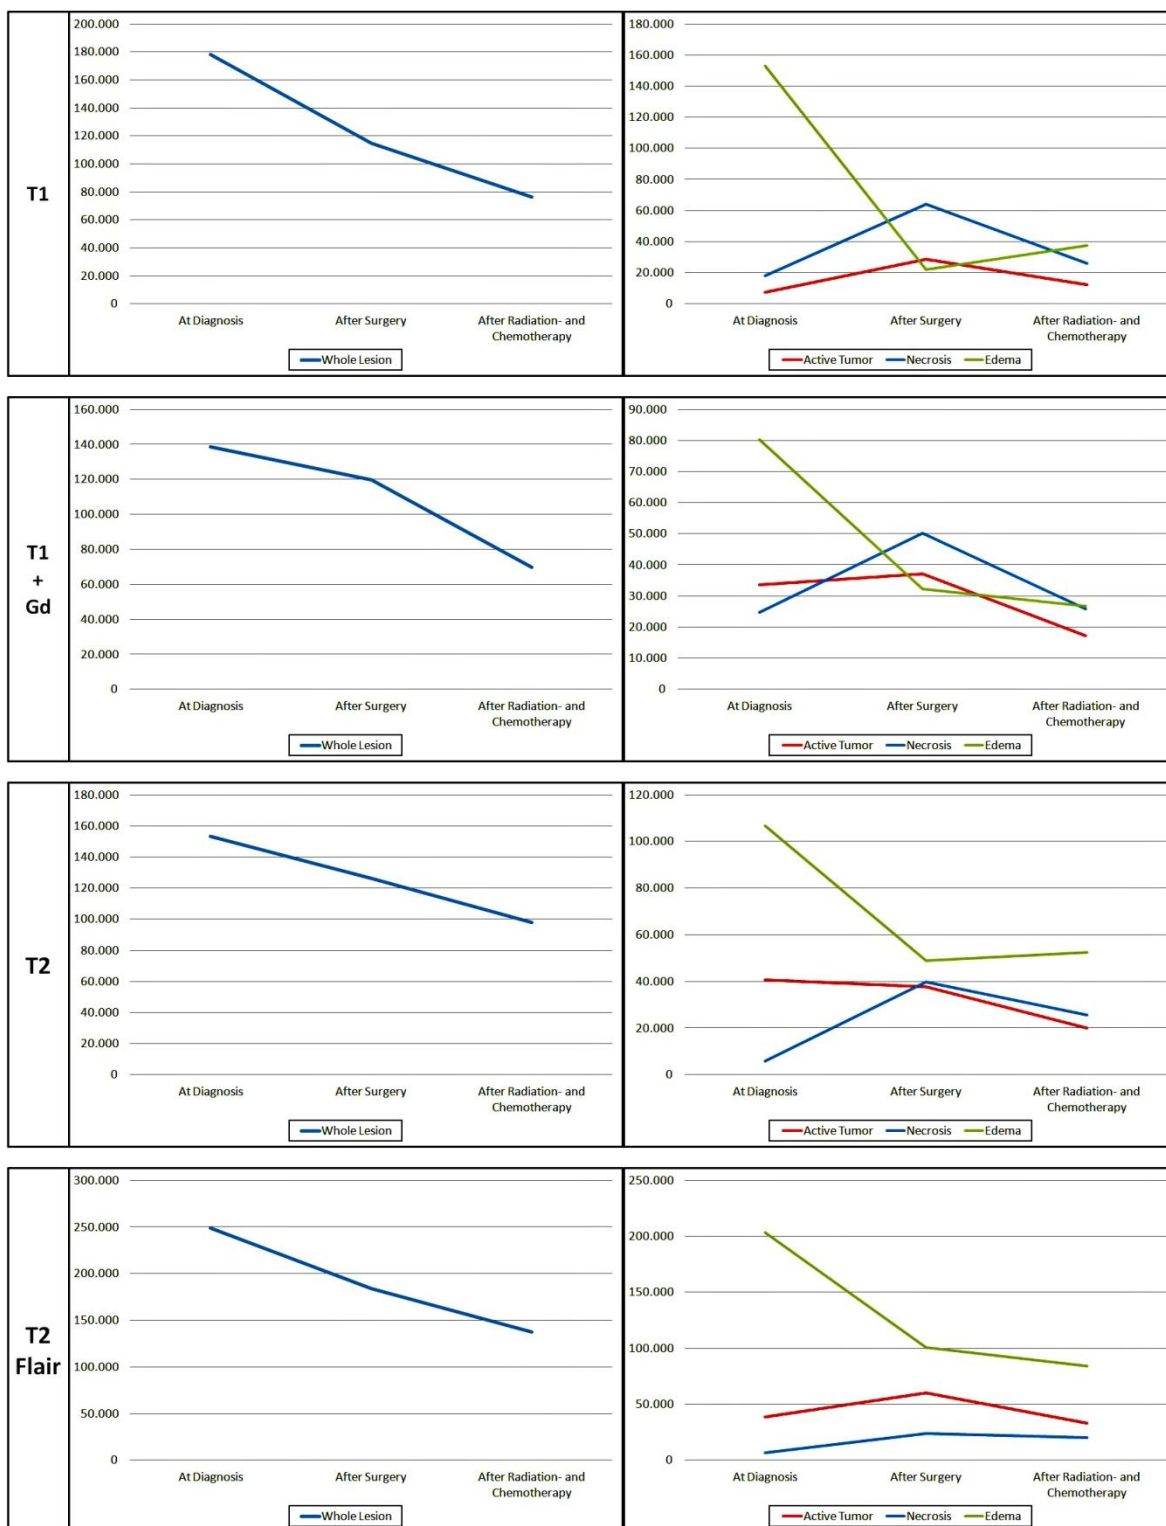 T1
200.000
180.000
160.000
140.000
120.000
100.000
80.000
60.000
40.000
20.000
0
At Diagnosis After Surgery After Radiation- and
Chemotherapy
Whole Lesion
180.000
160.000
140.000
120.000
100.000
80.000
60.000
40.000
20.000
0
At Diagnosis After Surgery After Radiation- and
Chemotherapy
Active Tumor Necrosis Edema
T1
+
Gd
160.000
140.000
120.000
100.000
80.000
60.000
40.000
20.000
0
At Diagnosis After Surgery After Radiation- and
Chemotherapy
Whole Lesion
90.000
80.000
70.000
60.000
50.000
40.000
30.000
20.000
10.000
0
At Diagnosis After Surgery After Radiation- and
Chemotherapy
Active Tumor Necrosis Edema
T2
180.000
160.000
140.000
120.000
100.000
80.000
60.000
40.000
20.000
0
At Diagnosis After Surgery After Radiation- and
Chemotherapy
Whole Lesion
120.000
100.000
80.000
60.000
40.000
20.000
0
At Diagnosis After Surgery After Radiation- and
Chemotherapy
Active Tumor Necrosis Edema
T2
Flair
300.000
250.000
200.000
150.000
100.000
50.000
0
At Diagnosis After Surgery After Radiation- and
Chemotherapy
Whole Lesion
250.000
200.000
150.000
100.000
50.000
0
At Diagnosis After Surgery After Radiation- and
Chemotherapy
Active Tumor Necrosis Edema